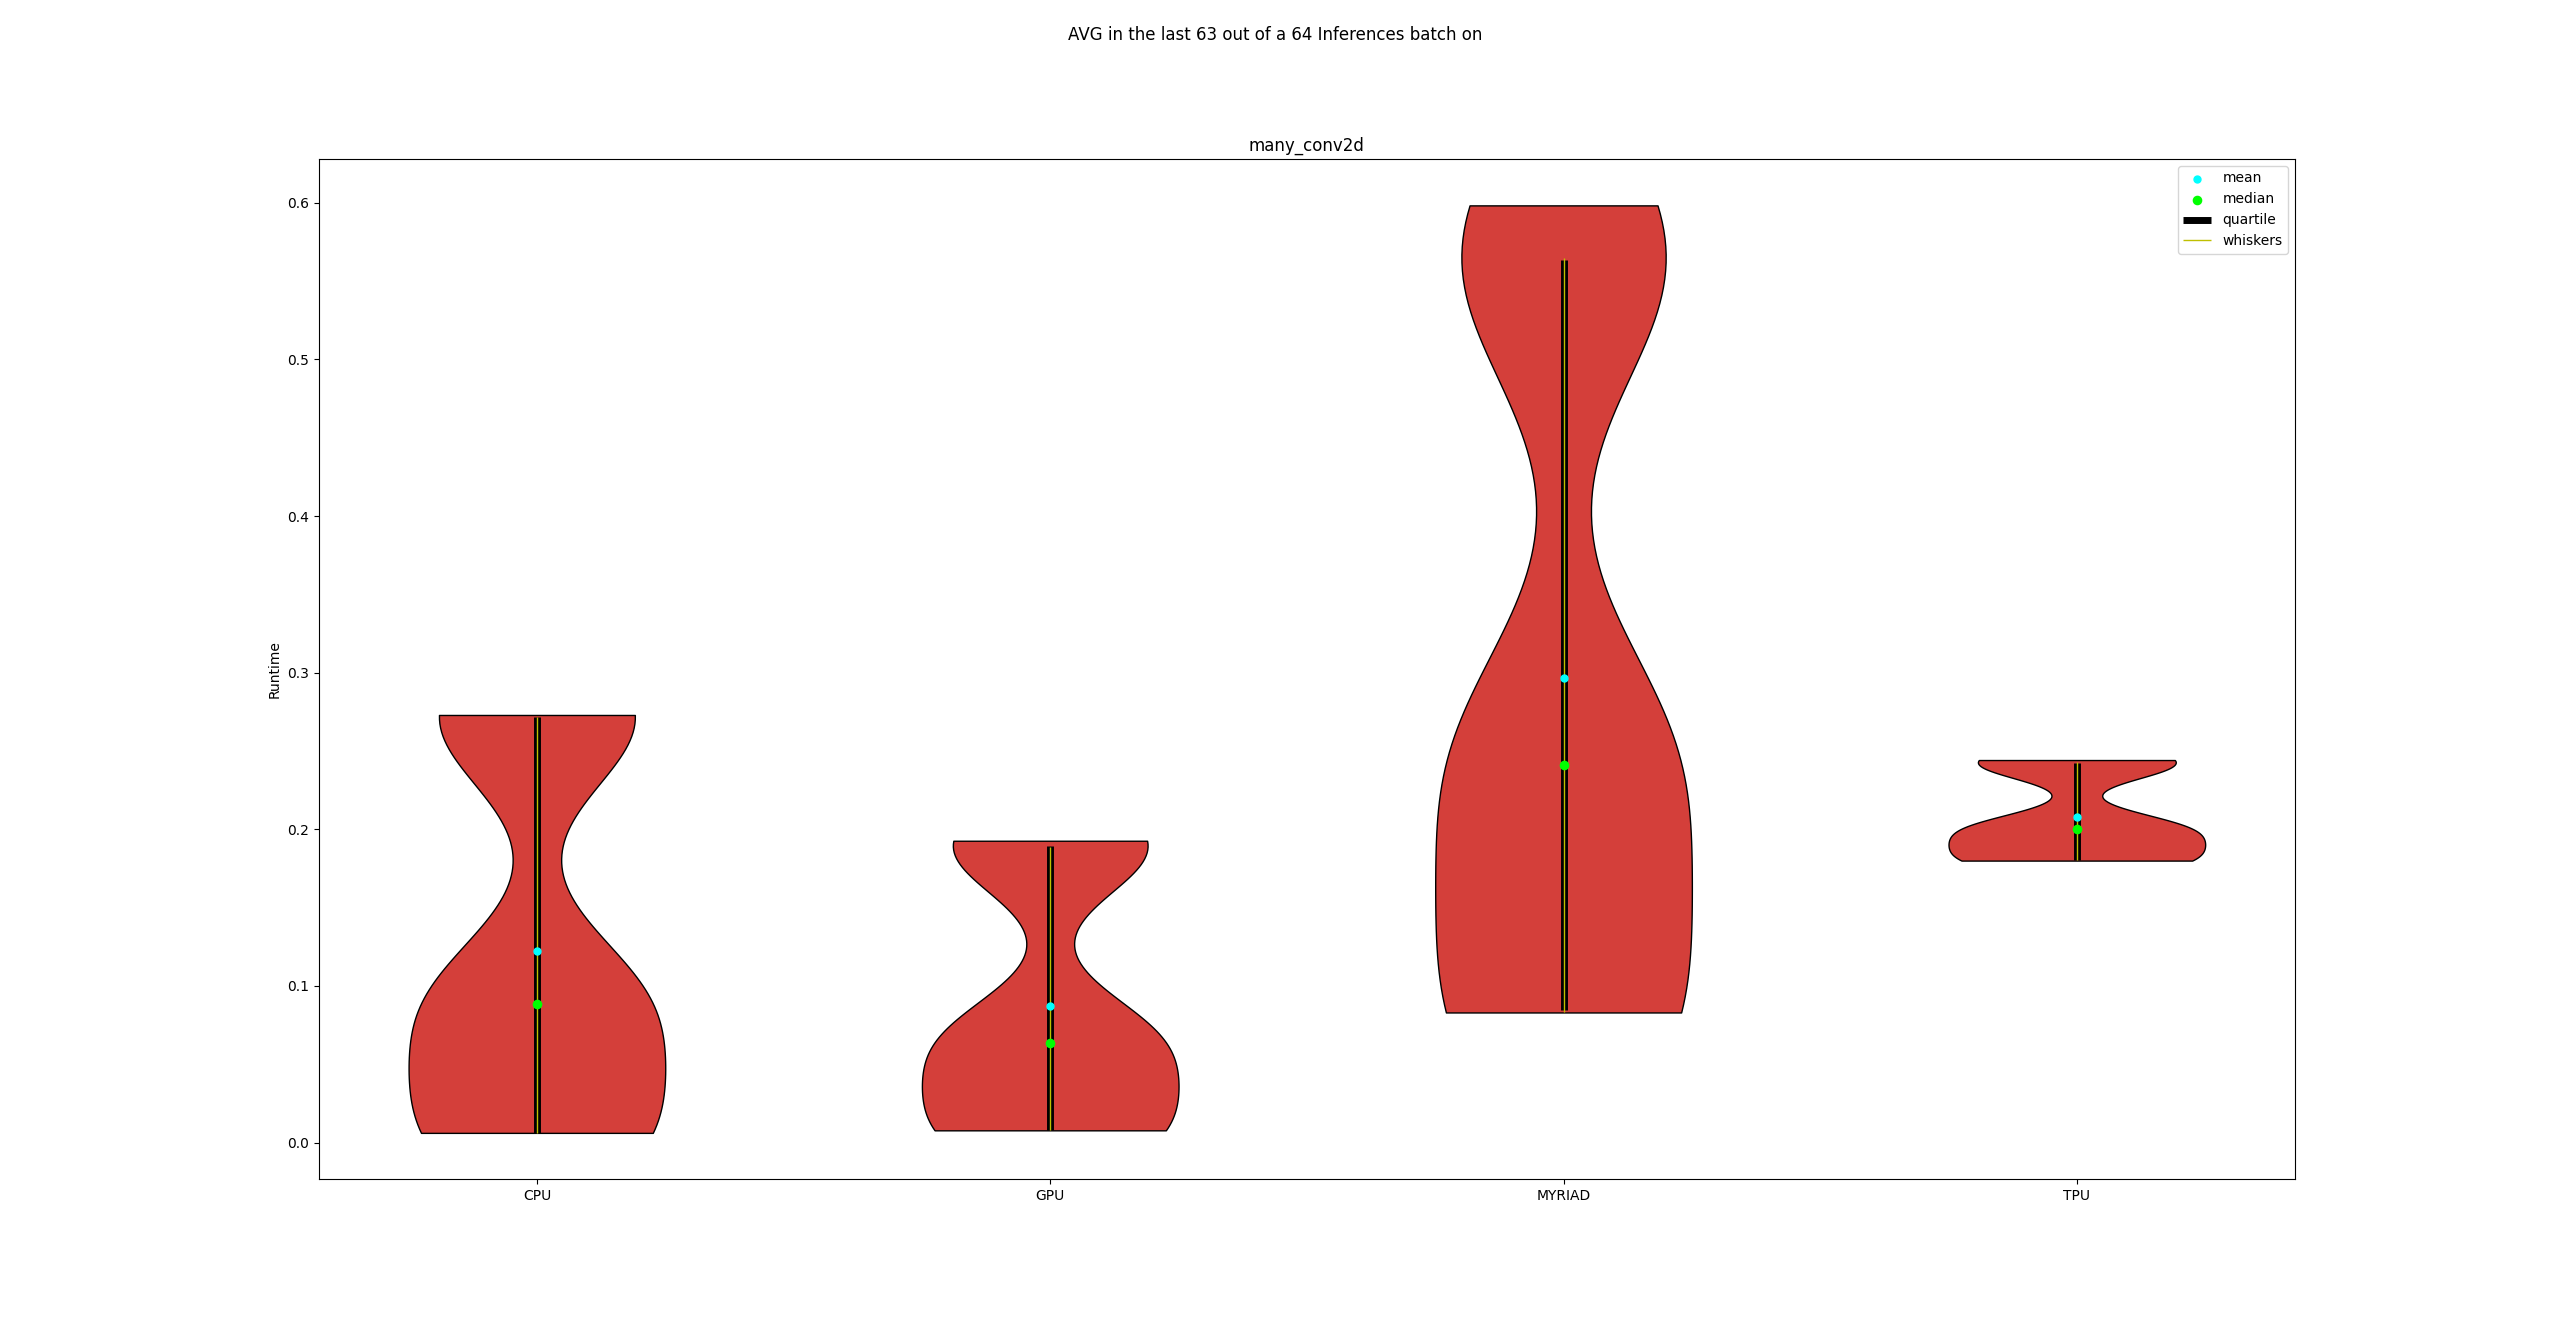 AVG in the last 63 out of a 64 Inferences batch on
many_conv2d
mean
median
quartile
whiskers
Runtime
0.6
0.5
0.4
0.3
0.2
0.1
0.0
CPU
GPU
MYRIAD
TPU